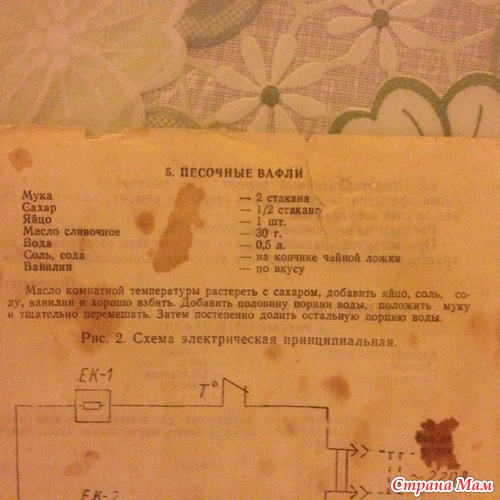 5. ПЕСОЧНЫЕ ВАФЛИ
Мука — 2 стакана
Сахар — 1/2 стакана
Яйцо — 1 шт.
Масло сливочное — 30 г.
Вода — 0,5 л.
Соль, сода — на кончике чайной ложки
Ванилин — по вкусу
Масло комнатной температуры растереть с сахаром, добавить яйцо, соль, со-
ду, ванилин и хорошо взбить. Добавить половину порции воды, положить муку
и тщательно перемешать. Затем постепенно долить остальную порцию воды.
Рис. 2. Схема электрическая принципиальная.
ЕК-1
Т°
~ 220в
ЕК-2
Страна Мам